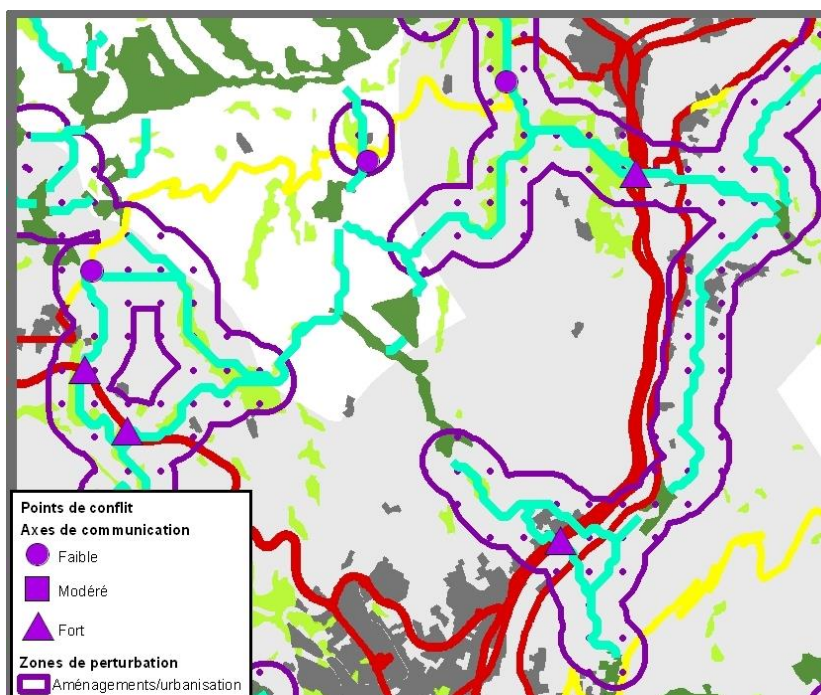 Points de conflit
Axes de communication
Faible
Modéré
Fort
Zones de perturbation
Aménagements/urbanisation